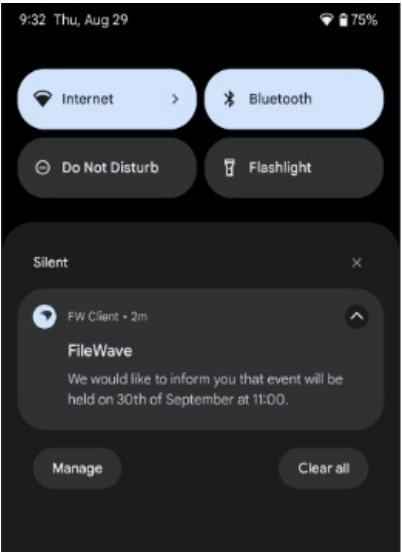 9:32 Thu, Aug 29 75%
Internet Bluetooth
Do Not Disturb Flashlight
Silent
FW Client • 2m
FileWave
We would like to inform you that event will be
held on 30th of September at 11:00.
Manage Clear all